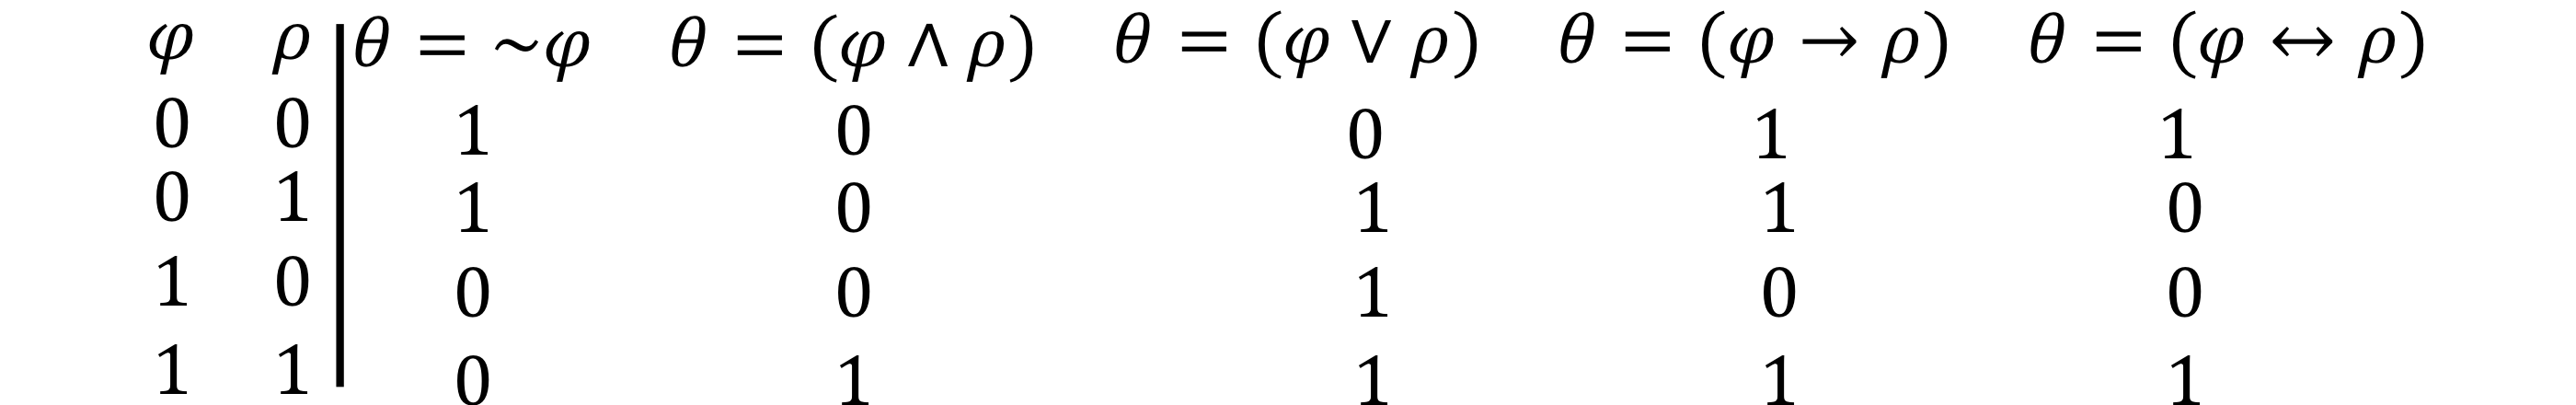 φ ρ θ = ~φ θ = (φ ∧ ρ) θ = (φ ∨ ρ) θ = (φ → ρ) θ = (φ ↔ ρ)
0 0 1 0 0 1 1
0 1 1 0 1 1 0
1 0 0 0 1 0 0
1 1 0 1 1 1 1